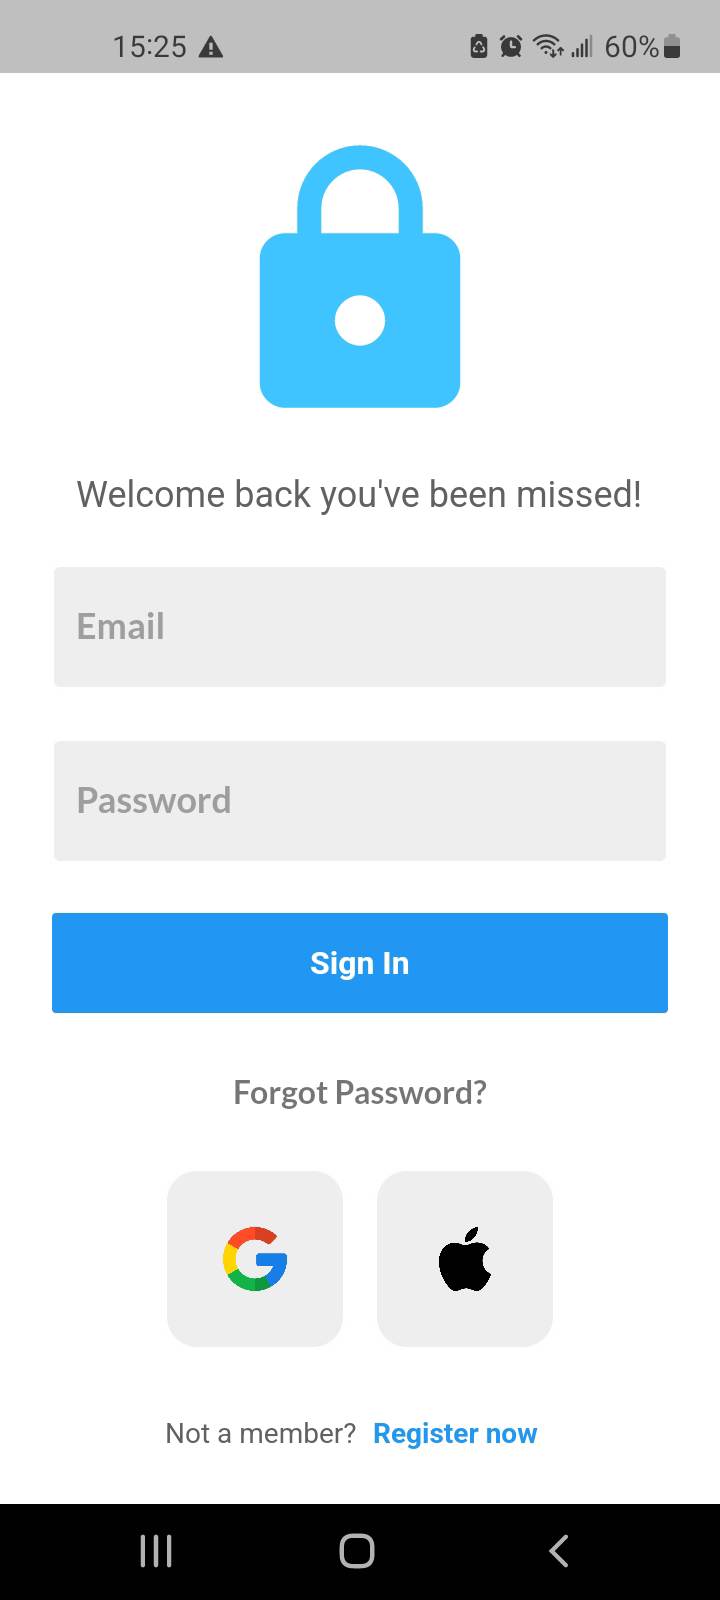 15:25 60%
Welcome back you've been missed!
Email
Password
Sign In
Forgot Password?
Not a member? Register now